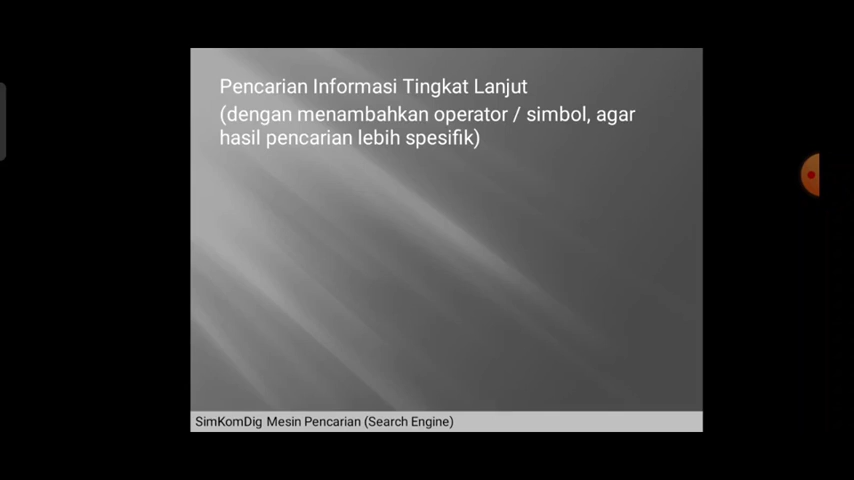 Pencarian Informasi Tingkat Lanjut
(dengan menambahkan operator / simbol, agar
hasil pencarian lebih spesifik)
SimKomDig Mesin Pencarian (Search Engine)